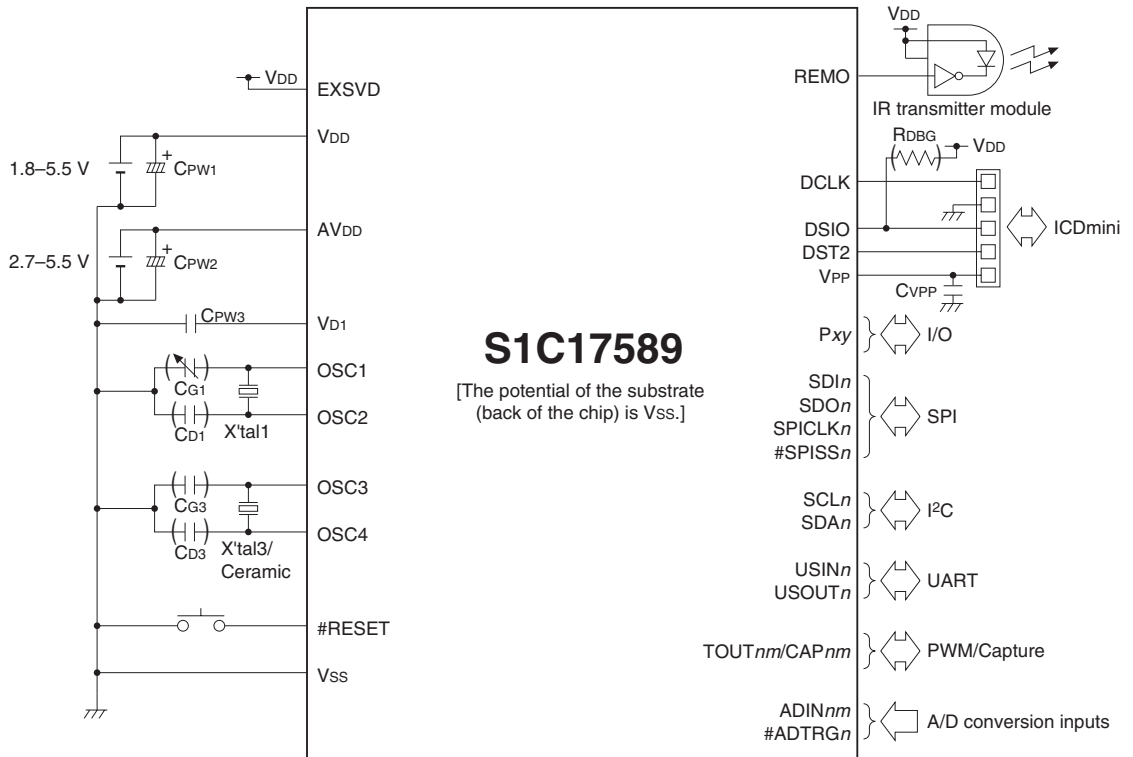 VDD
EXSVD
VDD
1.8–5.5 V
+
CPW1
AVDD
2.7–5.5 V
+
CPW2
CPW3
VD1
OSC1
CG1
CD1
X'tal1
OSC2
OSC3
CG3
CD3
X'tal3/
Ceramic
OSC4
#RESET
VSS
S1C17589
[The potential of the substrate
(back of the chip) is VSS.]
VDD
REMO
IR transmitter module
RDBG
VDD
DCLK
DSIO
DST2
VPP
CVPP
ICDmini
Pxy
I/O
SDIn
SDOn
SPICLKn
#SPISSn
SPI
SCLn
SDAn
I²C
USINn
USOUTn
UART
TOUTnm/CAPnm
PWM/Capture
ADINnm
#ADTRGn
A/D conversion inputs